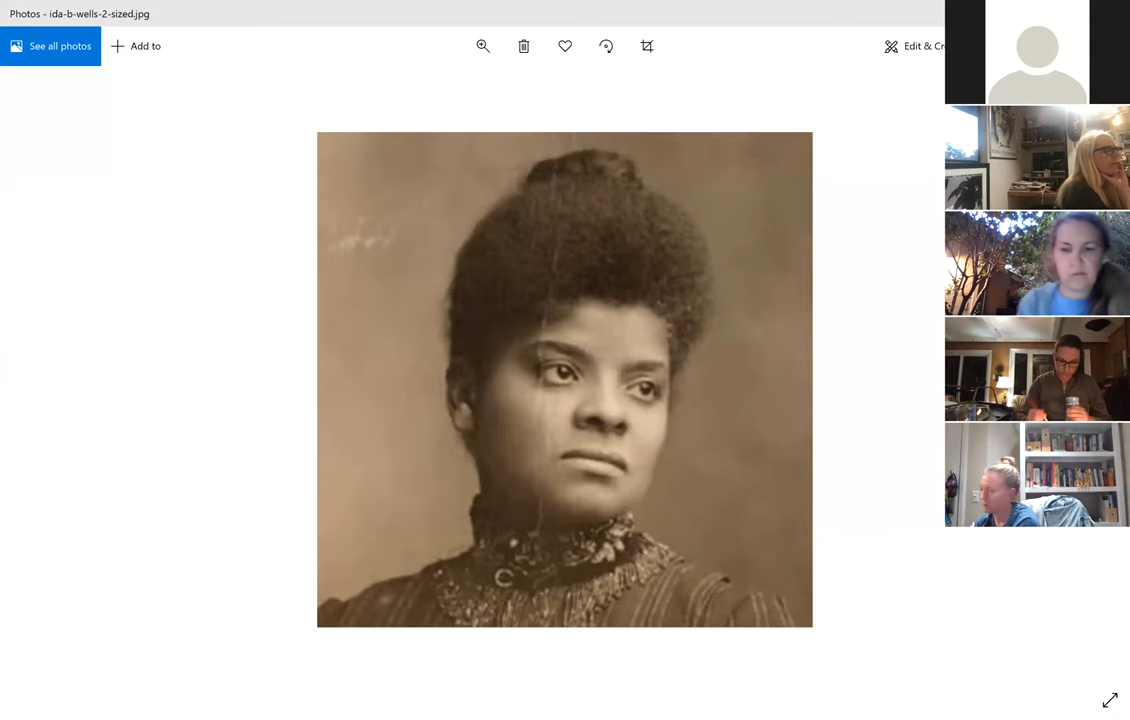 Photos - ida-b-wells-2-sized.jpg
See all photos
Add to
Edit & Cr